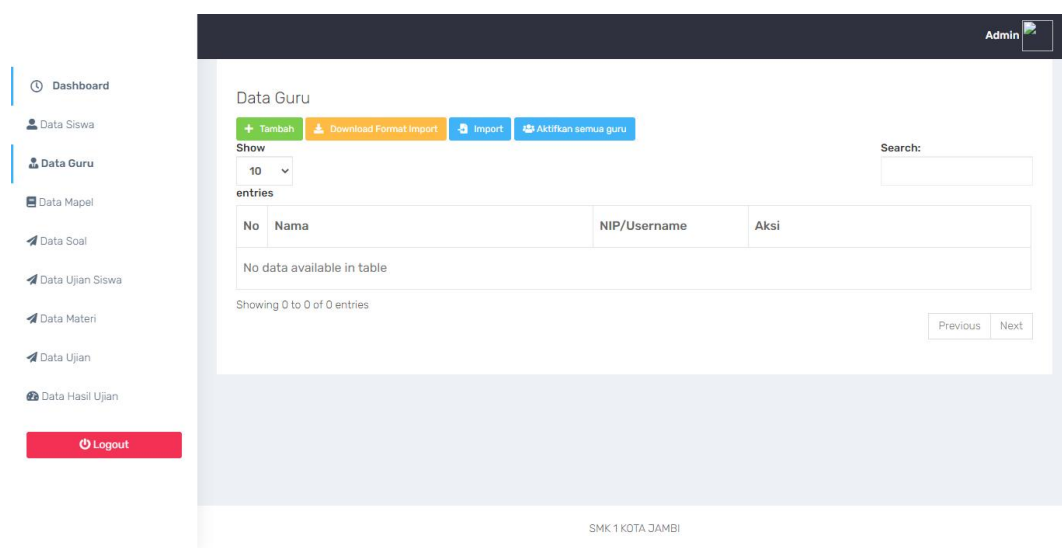 Admin
Dashboard
Data Siswa
Data Guru
Data Mapel
Data Soal
Data Ujian Siswa
Data Materi
Data Ujian
Data Hasil Ujian
Logout
Data Guru
Tambah Download Format Import Import Aktifkan semua guru
Show
10
entries
Search:
No Nama NIP/Username Aksi
No data available in table
Showing 0 to 0 of 0 entries
Previous Next
SMK 1 KOTA JAMBI